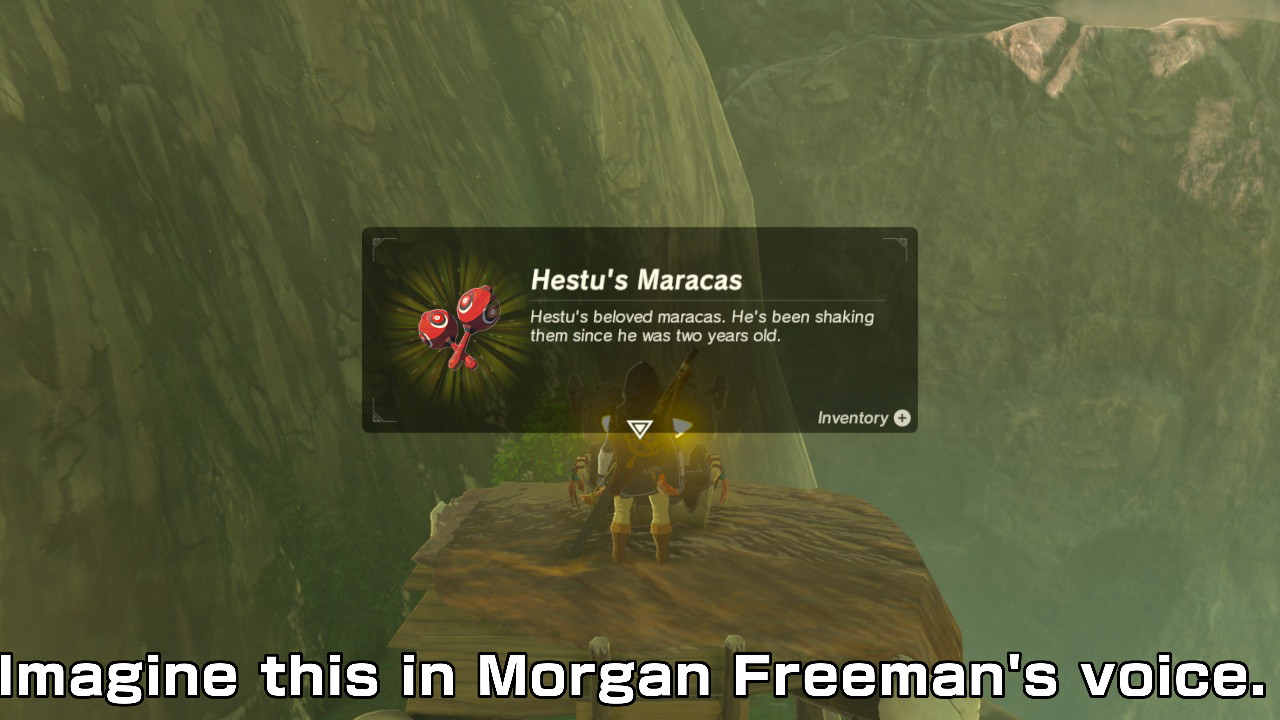 Hestu's Maracas
Hestu's beloved maracas. He's been shaking
them since he was two years old.
Inventory
Imagine this in Morgan Freeman's voice.